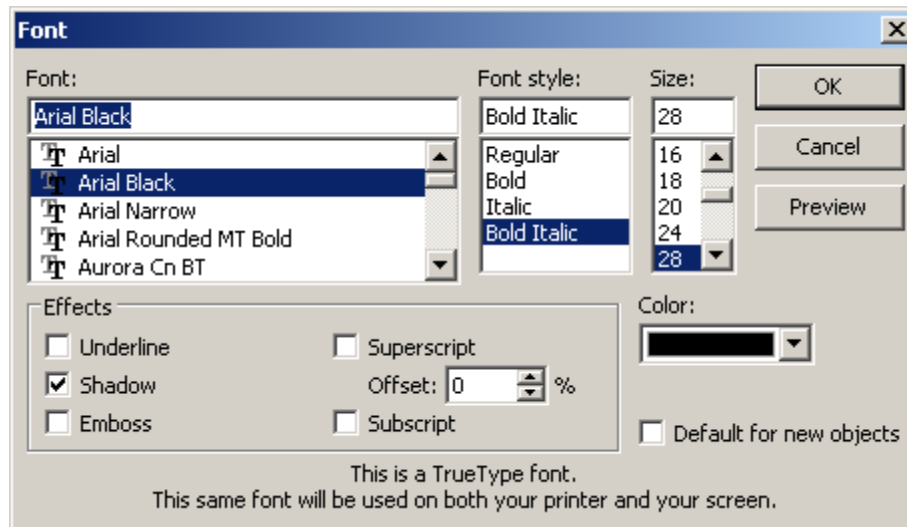 Font
Font:
Font style:
Size:
OK
Arial Black
Bold Italic
28
Cancel
Arial
Arial Black
Arial Narrow
Arial Rounded MT Bold
Aurora Cn BT
Regular
Bold
Italic
Bold Italic
16
18
20
24
28
Preview
Effects
Underline
Shadow
Emboss
Superscript
Offset: 0 %
Subscript
Color:
Default for new objects
This is a TrueType font.
This same font will be used on both your printer and your screen.